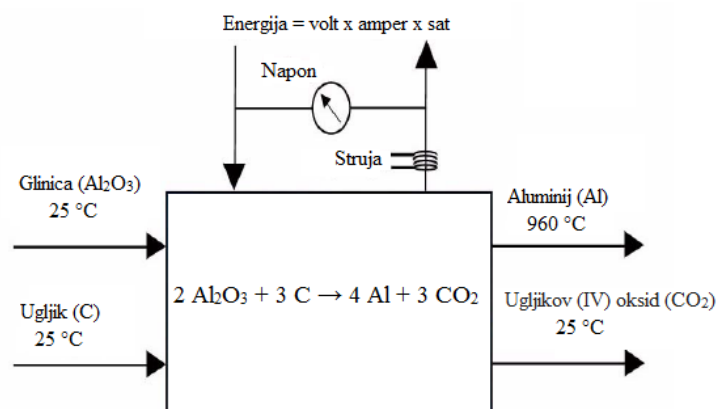 Energija = volt x amper x sat
Napon
Struja
Glinica (Al₂O₃)
25 °C
Aluminij (Al)
960 °C
2 Al₂O₃ + 3 C → 4 Al + 3 CO₂
Ugljik (C)
25 °C
Ugljikov (IV) oksid (CO₂)
25 °C